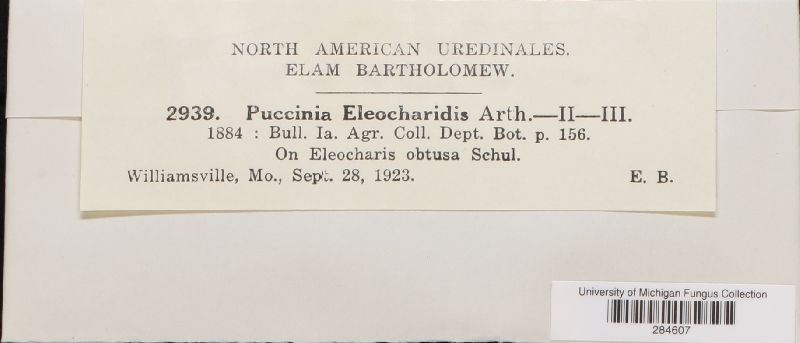 NORTH AMERICAN UREDINALES.
ELAM BARTHOLOMEW.
2939. Puccinia Eleocharidis Arth.—II—III.
1884 : Bull. Ia. Agr. Coll. Dept. Bot. p. 156.
On Eleocharis obtusa Schul.
Williamsville, Mo., Sept. 28, 1923. E. B.
University of Michigan Fungus Collection
284607